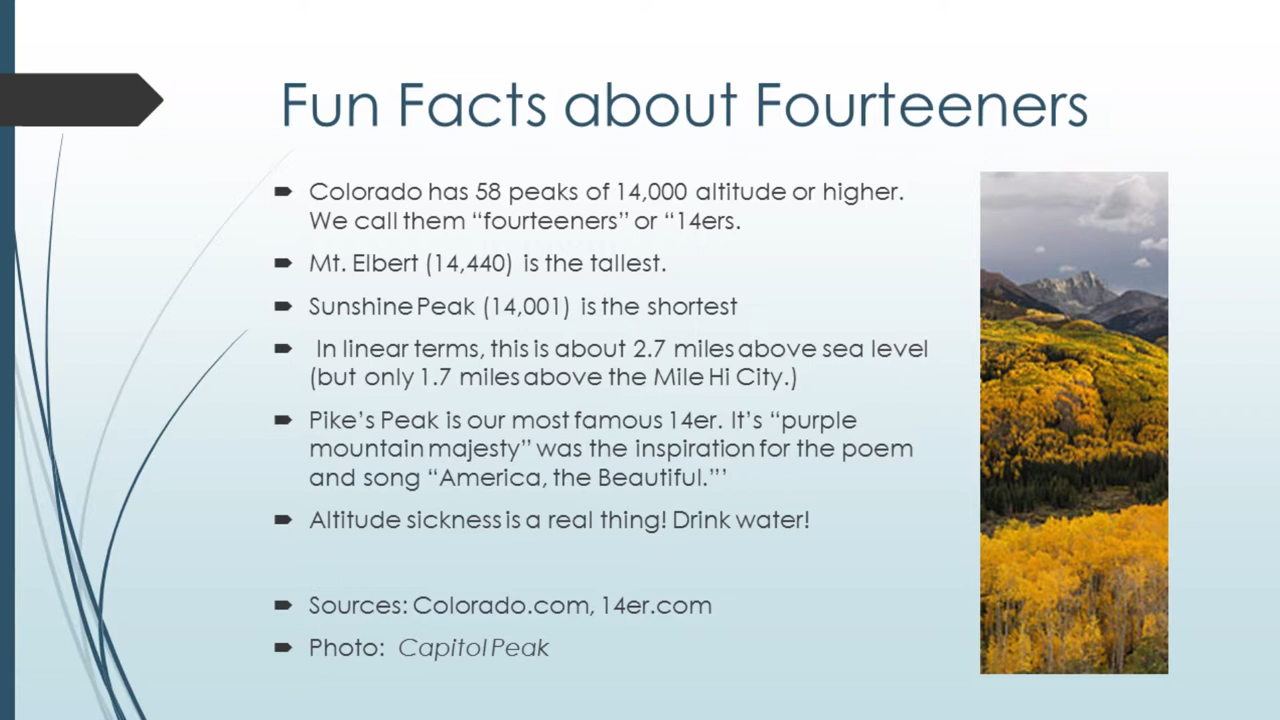 Fun Facts about Fourteeners
Colorado has 58 peaks of 14,000 altitude or higher.
We call them “fourteeners” or “14ers.
Mt. Elbert (14,440) is the tallest.
Sunshine Peak (14,001) is the shortest
In linear terms, this is about 2.7 miles above sea level
(but only 1.7 miles above the Mile Hi City.)
Pike’s Peak is our most famous 14er. It’s “purple
mountain majesty” was the inspiration for the poem
and song “America, the Beautiful.”’
Altitude sickness is a real thing! Drink water!
Sources: Colorado.com, 14er.com
Photo: Capitol Peak